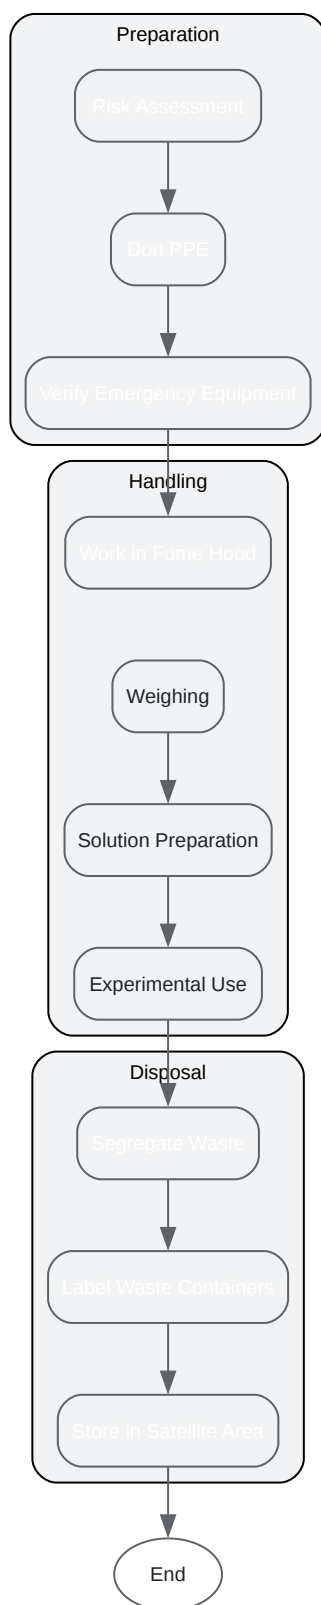 Preparation
Risk Assessment
Don PPE
Verify Emergency Equipment
Handling
Work in Fume Hood
Weighing
Solution Preparation
Experimental Use
Disposal
Segregate Waste
Label Waste Containers
Store in Satellite Area
End